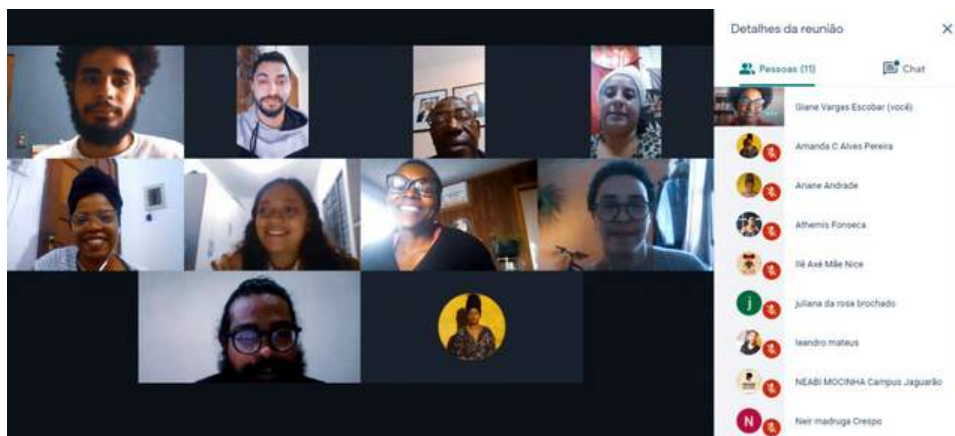 Detalhes da reunião
Pessoas (11)
Chat
Giane Vargas Escobar (você)
Amanda C Alves Pereira
Ariane Andrade
Athemis Fonseca
Ilê Axé Mãe Nice
j
juliana da rosa brochado
leandro mateus
NEABI MOCINHA Campus Jaguarão
N
Neir madruga Crespo